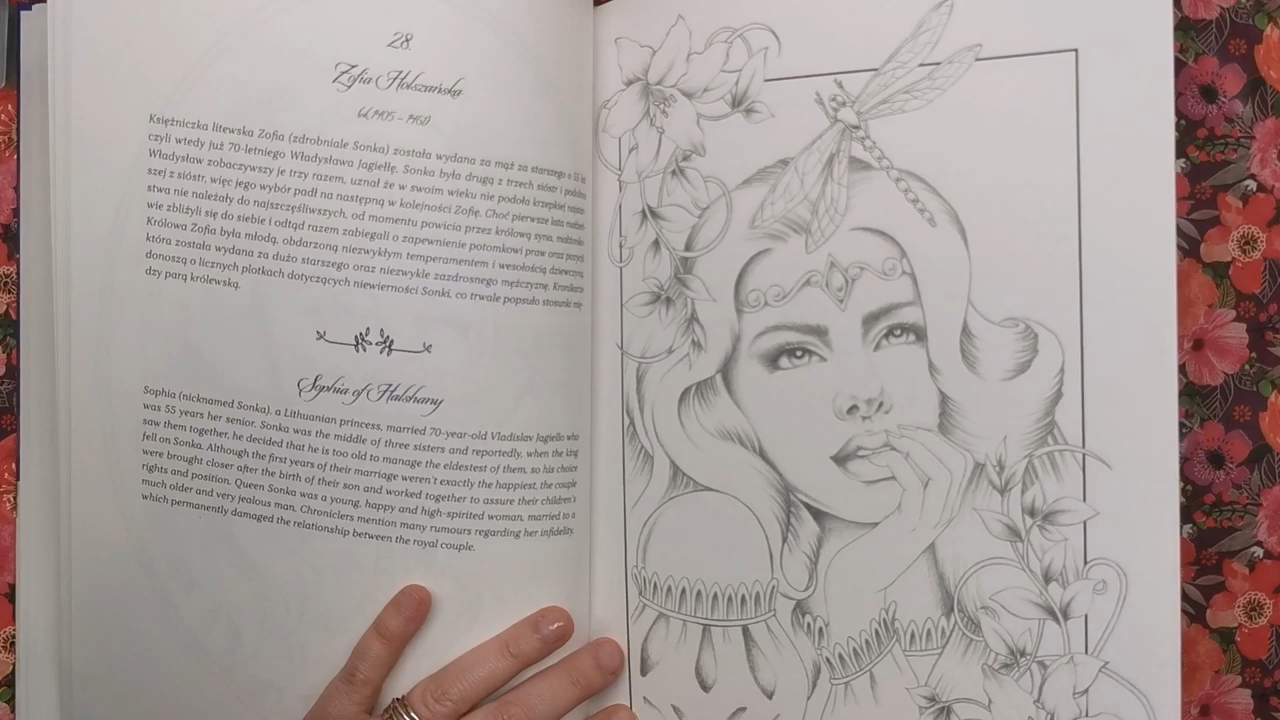 28.
Zofia Holszańska
(d. 1405 – 1461)
Księżniczka litewska Zofia (zdrobniale Sonka) została wydana za mąż za starszego o
czyli wtedy już 70-letniego Władysława Jagiełłę. Sonka była drugą z trzech sióstr i podobno
Władysław zobaczywszy je trzy razem, uznał że w swoim wieku nie podoła krzepkiej
szej z sióstr, więc jego wybór padł na następną w kolejności Zofię. Choć pierwsze lata
stwa nie należały do najszczęśliwszych, od momentu powicia przez królową syna,
wie zbliżyli się do siebie i odtąd razem zabiegali o zapewnienie potomkowi praw oraz
Królowa Zofia była młodą, obdarzoną niezwykłym temperamentem i wesołością dziewczyną,
która została wydana za dużo starszego oraz niezwykle zazdrosnego mężczyznę. Kronikarze
donoszą o licznych plotkach dotyczących niewierności Sonki, co trwale popsuło stosunki mię-
dzy parą królewską.
Sophia of Halshany
Sophia (nicknamed Sonka), a Lithuanian princess, married 70-year-old Vladislav Jagiello who
was 55 years her senior. Sonka was the middle of three sisters and reportedly, when the king
saw them together, he decided that he is too old to manage the eldestest of them, so his choice
fell on Sonka. Although the first years of their marriage weren't exactly the happiest, the couple
were brought closer after the birth of their son and worked together to assure their children's
rights and position. Queen Sonka was a young, happy and high-spirited woman, married to a
much older and very jealous man. Chroniclers mention many rumours regarding her infidelity,
which permanently damaged the relationship between the royal couple.